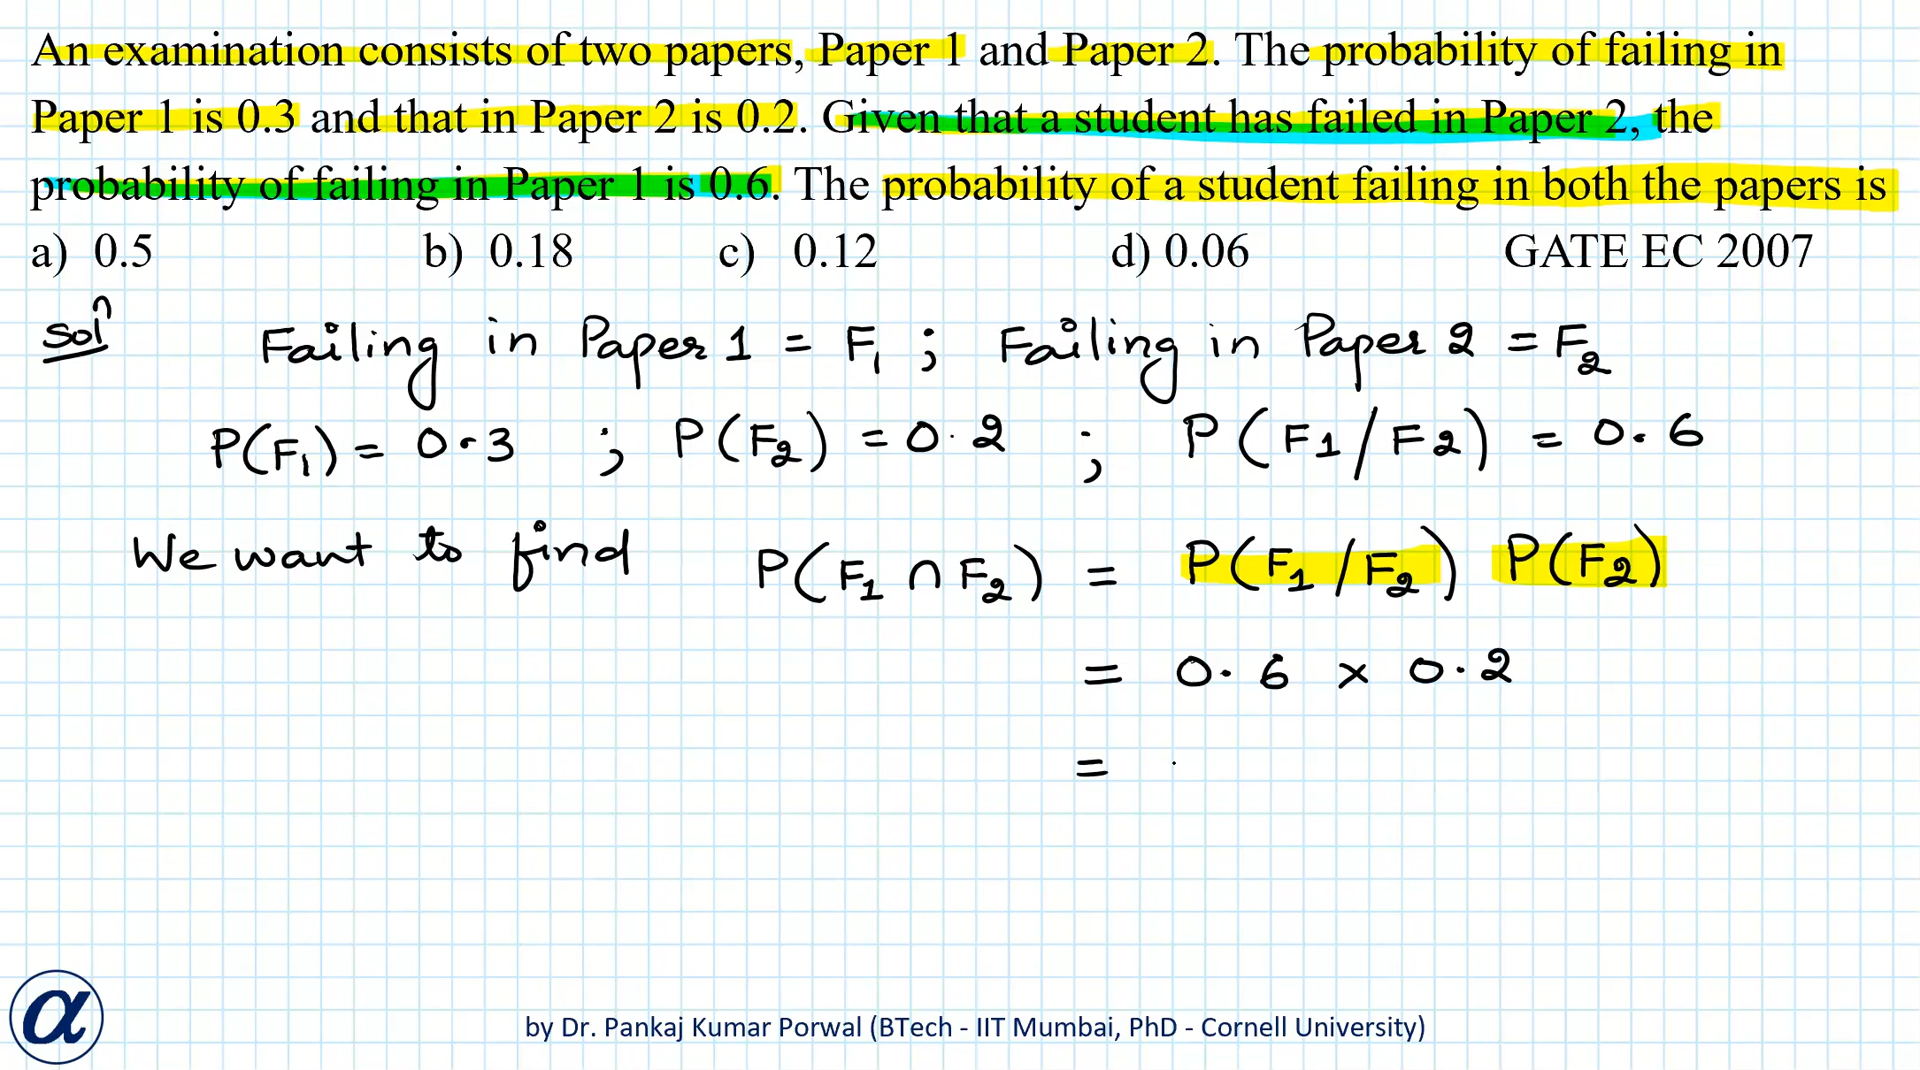 An examination consists of two papers, Paper 1 and Paper 2. The probability of failing in
Paper 1 is 0.3 and that in Paper 2 is 0.2. Given that a student has failed in Paper 2, the
probability of failing in Paper 1 is 0.6. The probability of a student failing in both the papers is
a) 0.5 b) 0.18 c) 0.12 d) 0.06 GATE EC 2007
Solⁿ Failing in Paper 1 = F₁ ; Failing in Paper 2 = F₂
P(F₁) = 0.3 ; P(F₂) = 0.2 ; P(F1/F2) = 0.6
We want to find P(F₁ ∩ F₂) = P(F₁/F₂) P(F₂)
= 0.6 × 0.2
=
α
by Dr. Pankaj Kumar Porwal (BTech - IIT Mumbai, PhD - Cornell University)